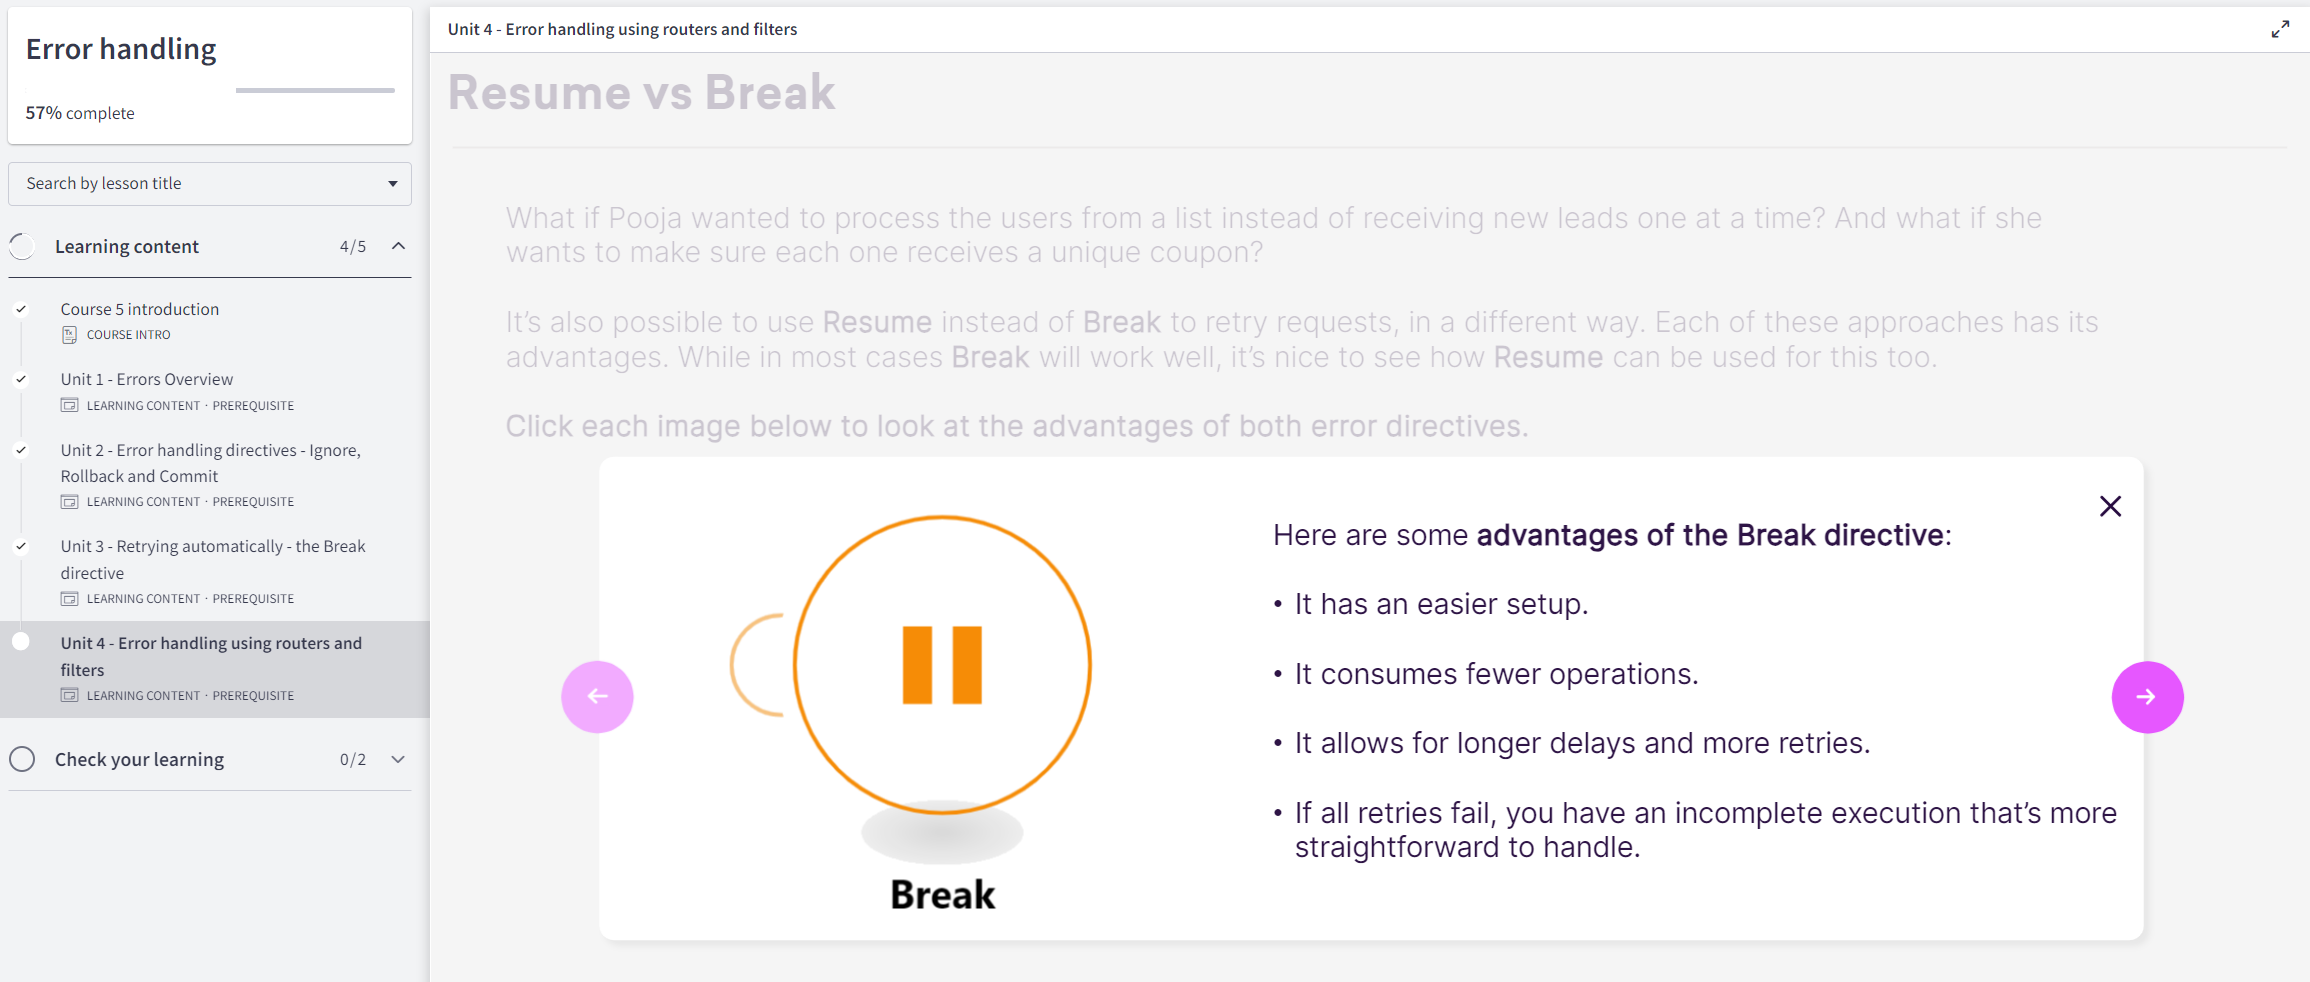 Error handling
57% complete
Search by lesson title
Learning content 4/5
Course 5 introduction
COURSE INTRO
Unit 1 - Errors Overview
LEARNING CONTENT · PREREQUISITE
Unit 2 - Error handling directives - Ignore,
Rollback and Commit
LEARNING CONTENT · PREREQUISITE
Unit 3 - Retrying automatically - the Break
directive
LEARNING CONTENT · PREREQUISITE
Unit 4 - Error handling using routers and
filters
LEARNING CONTENT · PREREQUISITE
Check your learning 0/2
Unit 4 - Error handling using routers and filters
Resume vs Break
What if Pooja wanted to process the users from a list instead of receiving new leads one at a time? And what if she
wants to make sure each one receives a unique coupon?
It’s also possible to use Resume instead of Break to retry requests, in a different way. Each of these approaches has its
advantages. While in most cases Break will work well, it’s nice to see how Resume can be used for this too.
Click each image below to look at the advantages of both error directives.
Break
Here are some advantages of the Break directive:
• It has an easier setup.
• It consumes fewer operations.
• It allows for longer delays and more retries.
• If all retries fail, you have an incomplete execution that’s more
straightforward to handle.